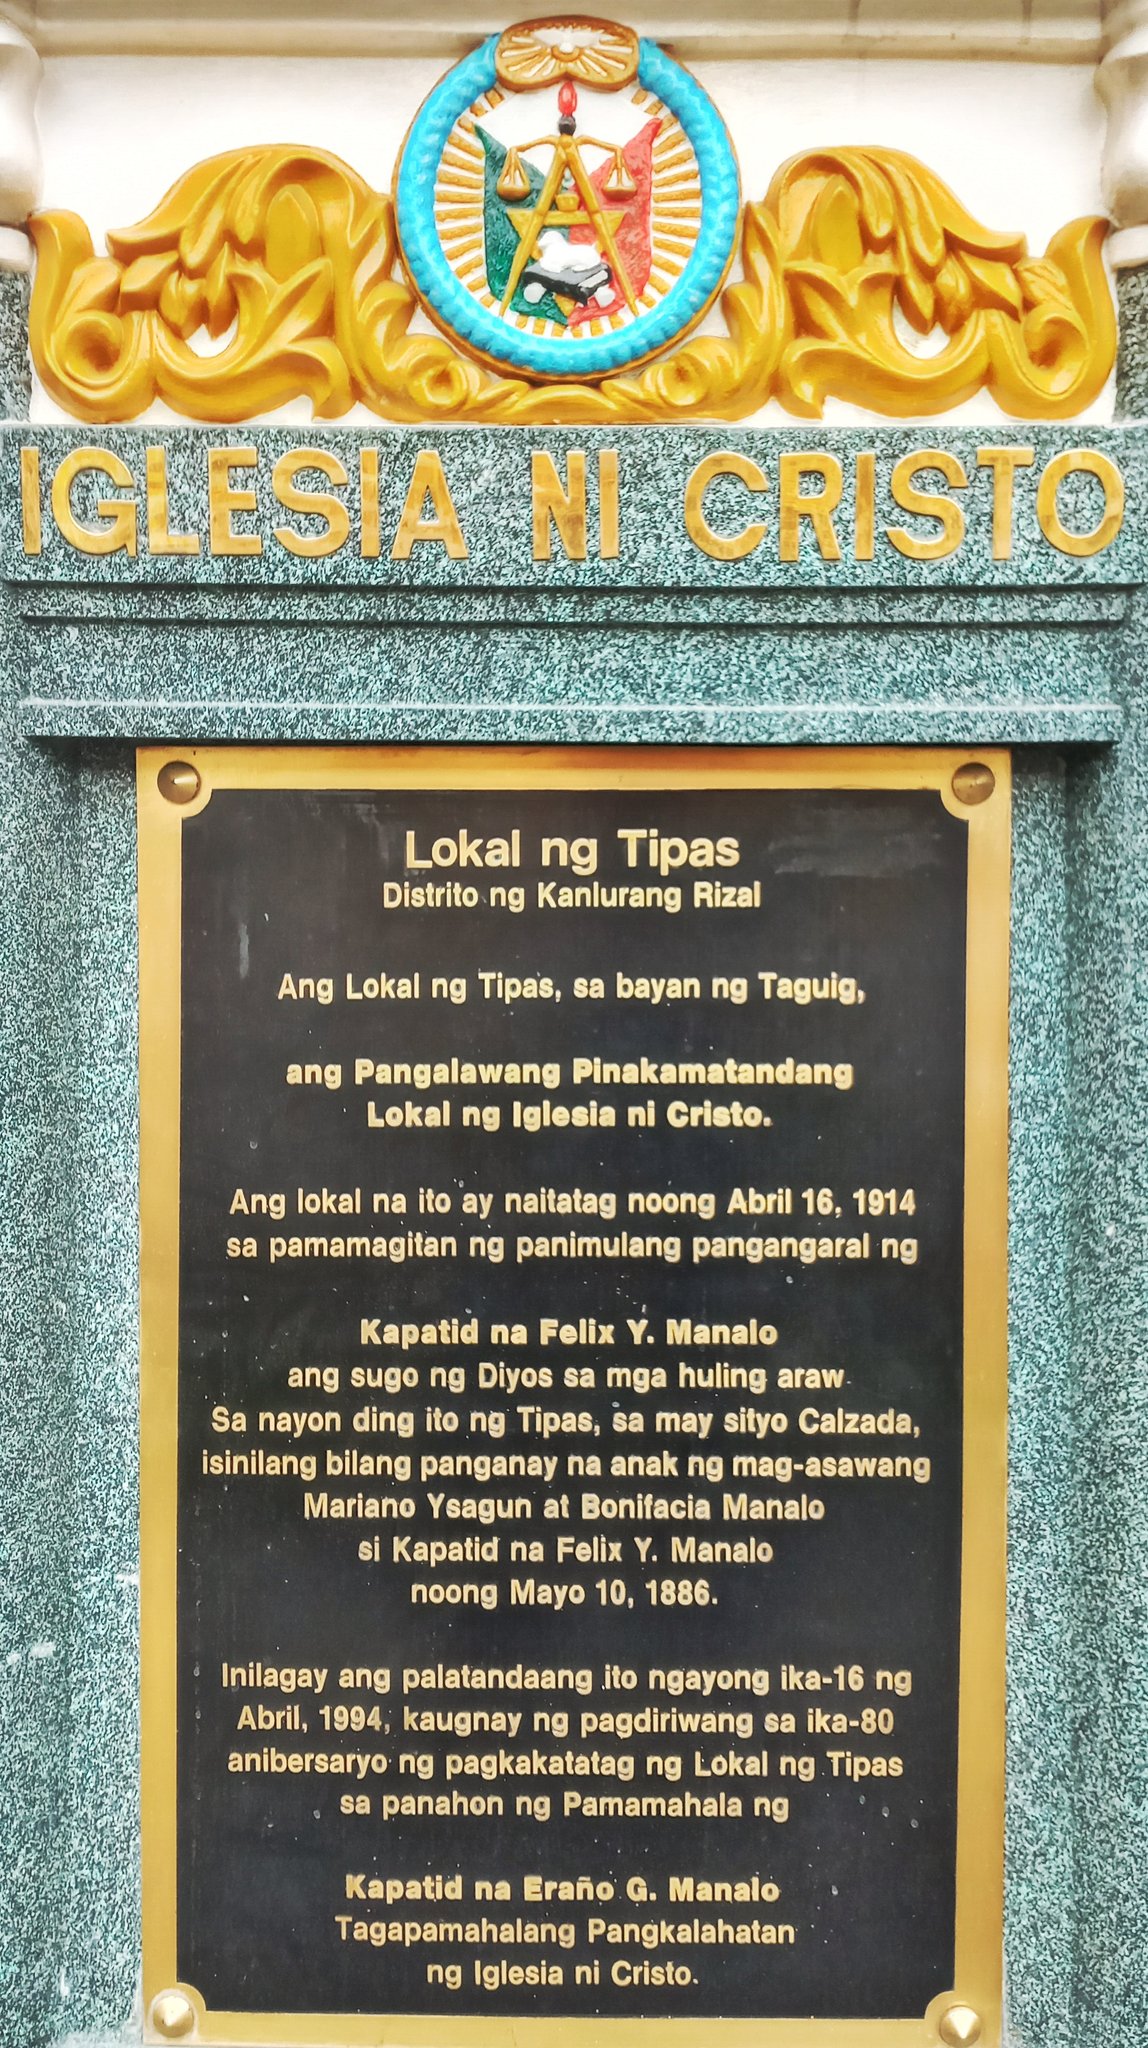 IGLESIA NI CRISTO
Lokal ng Tipas
Distrito ng Kanlurang Rizal
Ang Lokal ng Tipas, sa bayan ng Taguig,
ang Pangalawang Pinakamatandang
Lokal ng Iglesia ni Cristo.
Ang lokal na ito ay naitatag noong Abril 16, 1914
sa pamamagitan ng panimulang pangangaral ng
Kapatid na Felix Y. Manalo
ang sugo ng Diyos sa mga huling araw
Sa nayon ding ito ng Tipas, sa may sityo Calzada,
isinilang bilang panganay na anak ng mag-asawang
Mariano Ysagun at Bonifacia Manalo
si Kapatid na Felix Y. Manalo
noong Mayo 10, 1886.
Inilagay ang palatandaang ito ngayong ika-16 ng
Abril, 1994, kaugnay ng pagdiriwang sa ika-80
anibersaryo ng pagkakatatag ng Lokal ng Tipas
sa panahon ng Pamamahala ng
Kapatid na Eraño G. Manalo
Tagapamahalang Pangkalahatan
ng Iglesia ni Cristo.